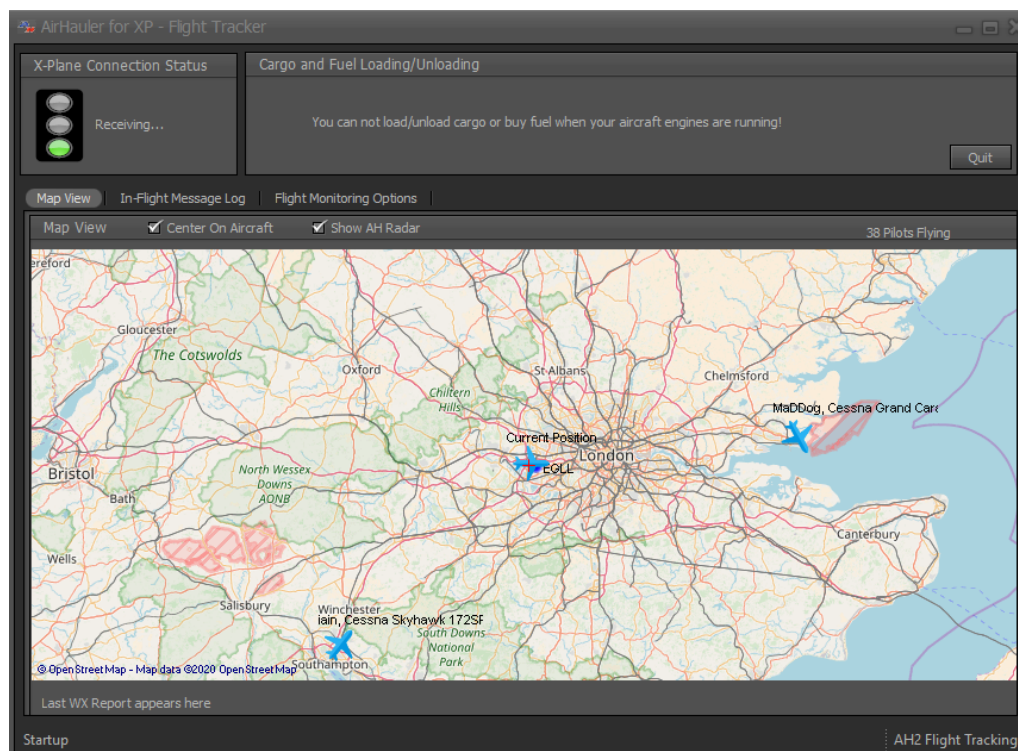 AirHauler for XP - Flight Tracker
X-Plane Connection Status
Receiving...
Cargo and Fuel Loading/Unloading
You can not load/unload cargo or buy fuel when your aircraft engines are running!
Quit
Map View
In-Flight Message Log
Flight Monitoring Options
Map View
Center On Aircraft
Show AH Radar
38 Pilots Flying
ereford
Gloucester
The Cotswolds
Oxford
St Albans
Chelmsford
Chiltern
Hills
MaDDog, Cessna Grand Cara
Current Position
EGLL
London
Bristol
North Wessex
Downs
AONB
Bath
Canterbury
Wells
Salisbury
Winchester
iain, Cessna Skyhawk 172SP
South Downs
National
Park
Southampton
© OpenStreetMap - Map data ©2020 OpenStreetMap
Last WX Report appears here
Startup
AH2 Flight Tracking